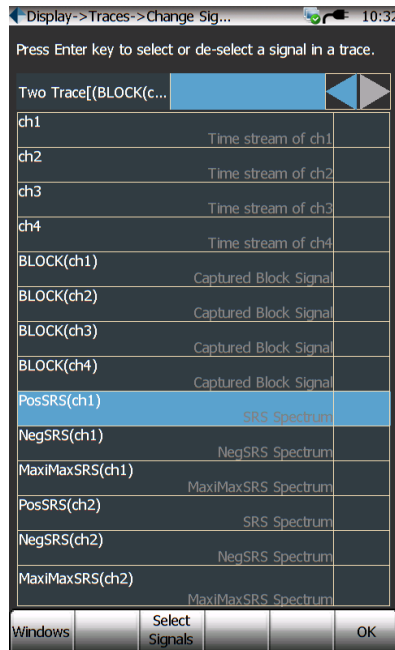 Display->Traces->Change Sig... 10:32
Press Enter key to select or de-select a signal in a trace.
Two Trace[(BLOCK(c...
ch1
Time stream of ch1
ch2
Time stream of ch2
ch3
Time stream of ch3
ch4
Time stream of ch4
BLOCK(ch1)
Captured Block Signal
BLOCK(ch2)
Captured Block Signal
BLOCK(ch3)
Captured Block Signal
BLOCK(ch4)
Captured Block Signal
PosSRS(ch1)
SRS Spectrum
NegSRS(ch1)
NegSRS Spectrum
MaxiMaxSRS(ch1)
MaxiMaxSRS Spectrum
PosSRS(ch2)
SRS Spectrum
NegSRS(ch2)
NegSRS Spectrum
MaxiMaxSRS(ch2)
MaxiMaxSRS Spectrum
Windows
Select
Signals
OK